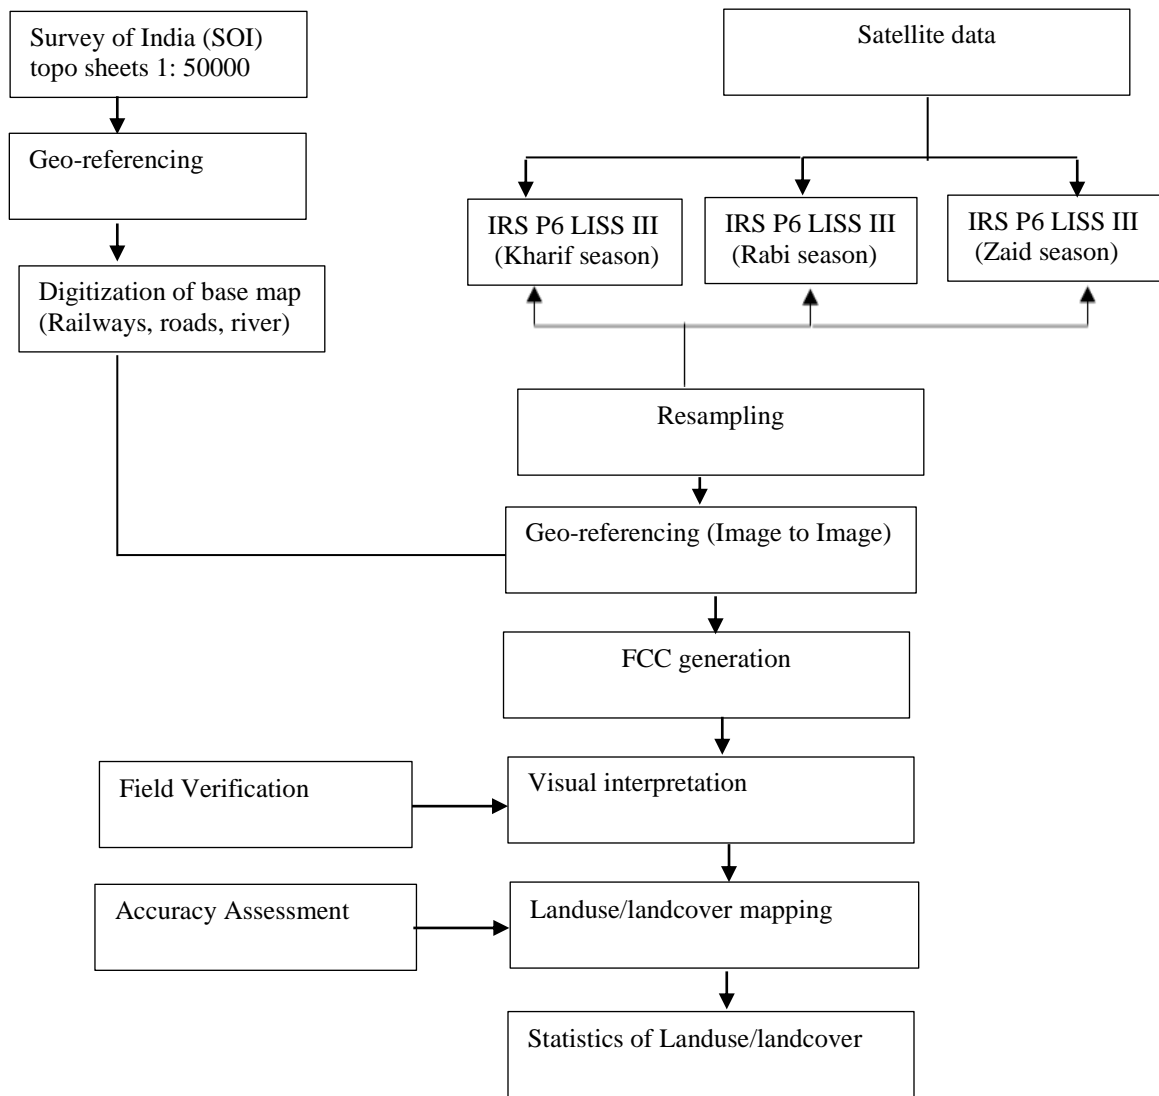 Survey of India (SOI)
topo sheets 1: 50000
Satellite data
Geo-referencing
IRS P6 LISS III
(Kharif season)
IRS P6 LISS III
(Rabi season)
IRS P6 LISS III
(Zaid season)
Digitization of base map
(Railways, roads, river)
Resampling
Geo-referencing (Image to Image)
FCC generation
Field Verification
Visual interpretation
Accuracy Assessment
Landuse/landcover mapping
Statistics of Landuse/landcover